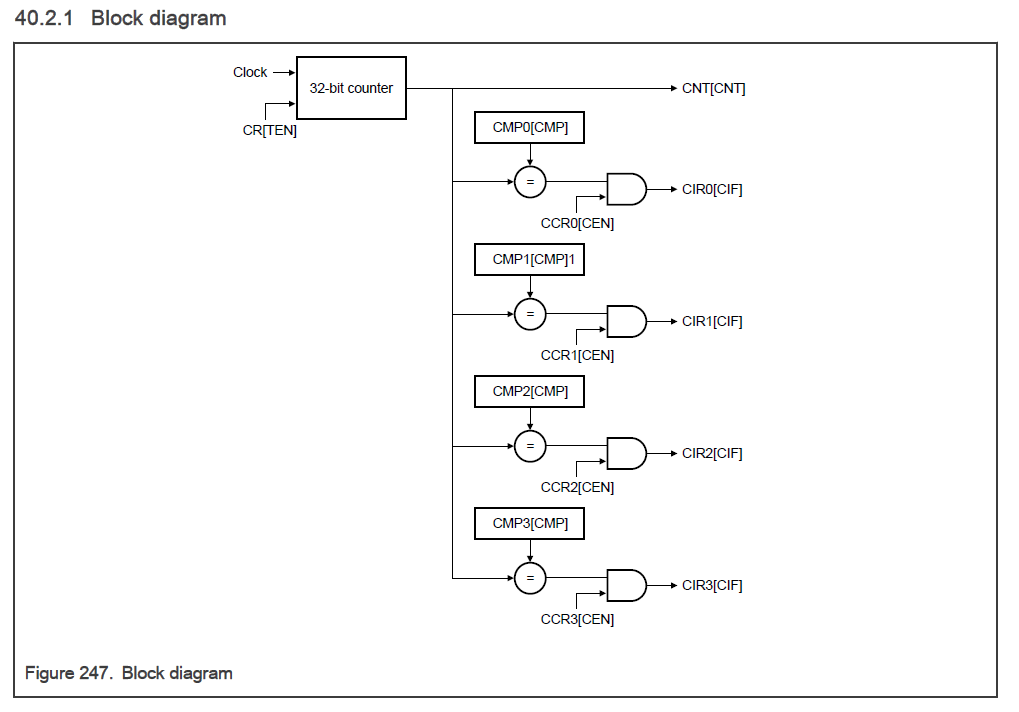 40.2.1 Block diagram
Clock
32-bit counter
CNT[CNT]
CR[TEN]
CMP0[CMP]
=
CIR0[CIF]
CCR0[CEN]
CMP1[CMP]1
=
CIR1[CIF]
CCR1[CEN]
CMP2[CMP]
=
CIR2[CIF]
CCR2[CEN]
CMP3[CMP]
=
CIR3[CIF]
CCR3[CEN]
Figure 247. Block diagram